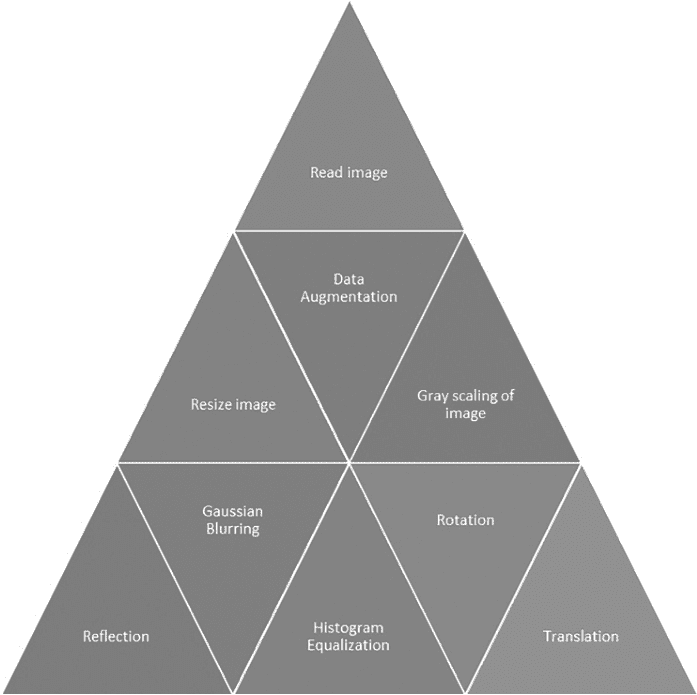 Read image
Data
Augmentation
Resize image
Gray scaling of
image
Gaussian
Blurring
Rotation
Reflection
Histogram
Equalization
Translation